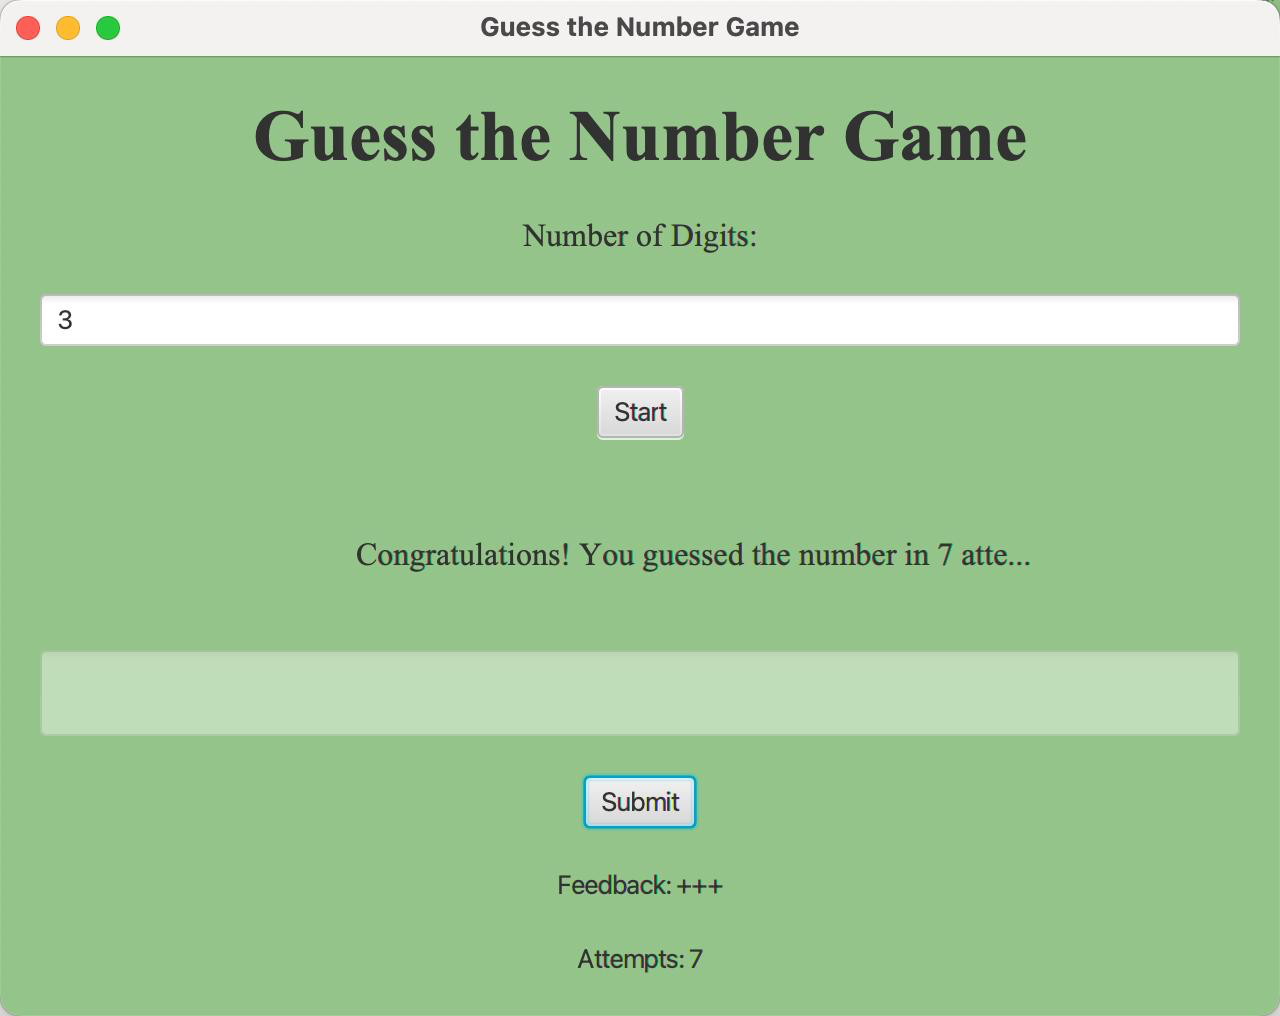 Guess the Number Game
Guess the Number Game
Number of Digits:
3
Start
Congratulations! You guessed the number in 7 atte...
Submit
Feedback: +++
Attempts: 7